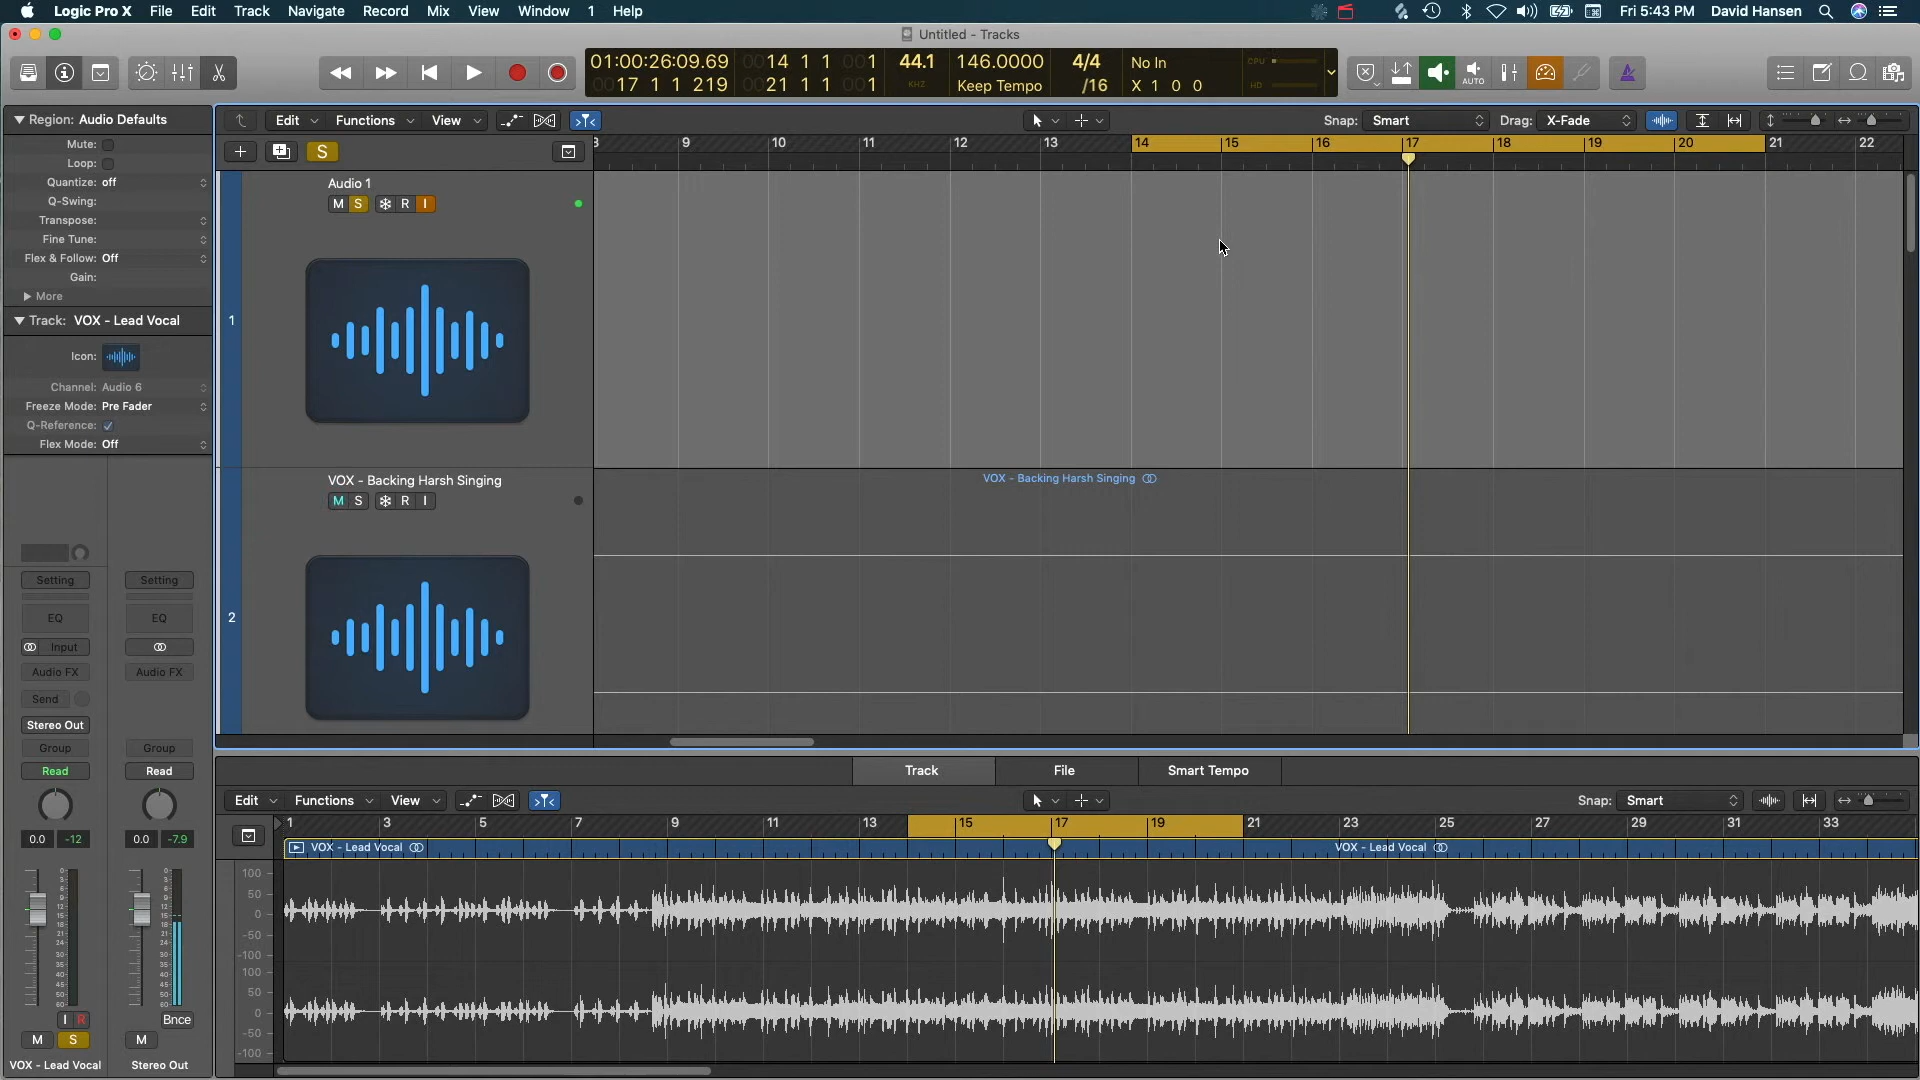 Logic Pro X File Edit Track Navigate Record Mix View Window 1 Help Fri 5:43 PM David Hansen
Untitled - Tracks
01:00:26:09.69 0014 1 1 001 44.1 146.0000 4/4 No In CPU
0017 1 1 219 0021 1 1 001 KHZ Keep Tempo /16 X 1 0 0 HD
AUTO
Region: Audio Defaults
Mute:
Loop:
Quantize: off
Q-Swing:
Transpose:
Fine Tune:
Flex & Follow: Off
Gain:
More
Track: VOX - Lead Vocal
Icon:
Channel: Audio 6
Freeze Mode: Pre Fader
Q-Reference:
Flex Mode: Off
Setting Setting
EQ EQ
Input
Audio FX Audio FX
Send
Stereo Out
Group Group
Read Read
0.0 -12 0.0 -7.9
I R Bnce
M S M
VOX - Lead Vocal Stereo Out
Edit Functions View Snap: Smart Drag: X-Fade
S
9 10 11 12 13 14 15 16 17 18 19 20 21 22
Audio 1
M S R I
1
VOX - Backing Harsh Singing
M S R I
2
VOX - Backing Harsh Singing
Track File Smart Tempo
Edit Functions View Snap: Smart
1 3 5 7 9 11 13 15 17 19 21 23 25 27 29 31 33
VOX - Lead Vocal VOX - Lead Vocal
100
50
0
-50
-100
100
50
0
-50
-100